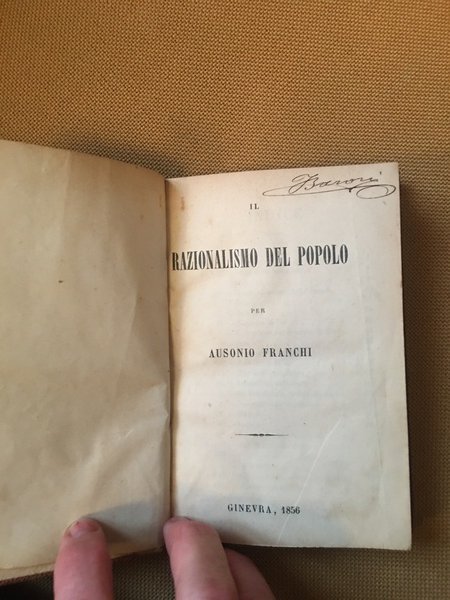 Baroni
IL
RAZIONALISMO DEL POPOLO
PER
AUSONIO FRANCHI
GINEVRA, 1856